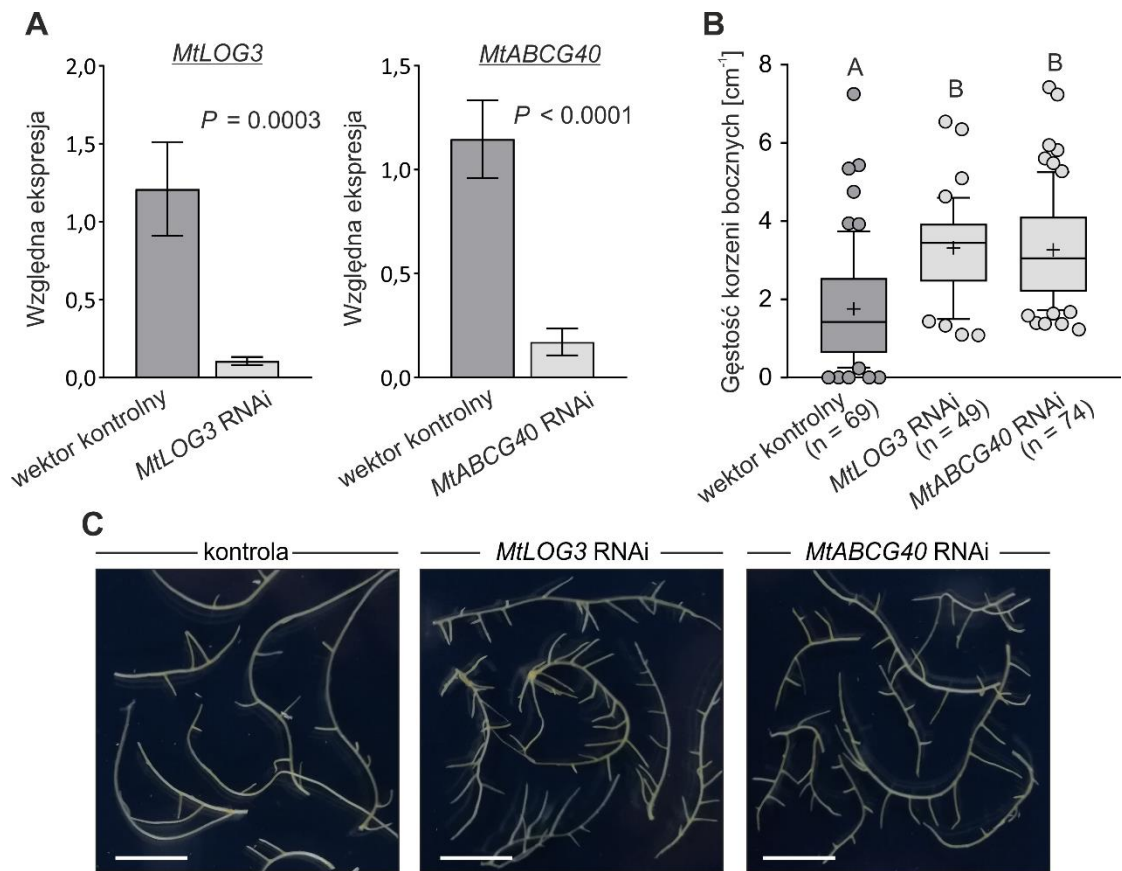 A
MtLOG3
Względna ekspresja
2,0
1,5
1,0
0,5
0,0
P = 0.0003
wektor kontrolny
MtLOG3 RNAi
MtABCG40
Względna ekspresja
1,5
1,0
0,5
0,0
P < 0.0001
wektor kontrolny
MtABCG40 RNAi
B
Gęstość korzeni bocznych [cm⁻¹]
8
6
4
2
0
A
B
B
wektor kontrolny
(n = 69)
MtLOG3 RNAi
(n = 49)
MtABCG40 RNAi
(n = 74)
C
kontrola
MtLOG3 RNAi
MtABCG40 RNAi